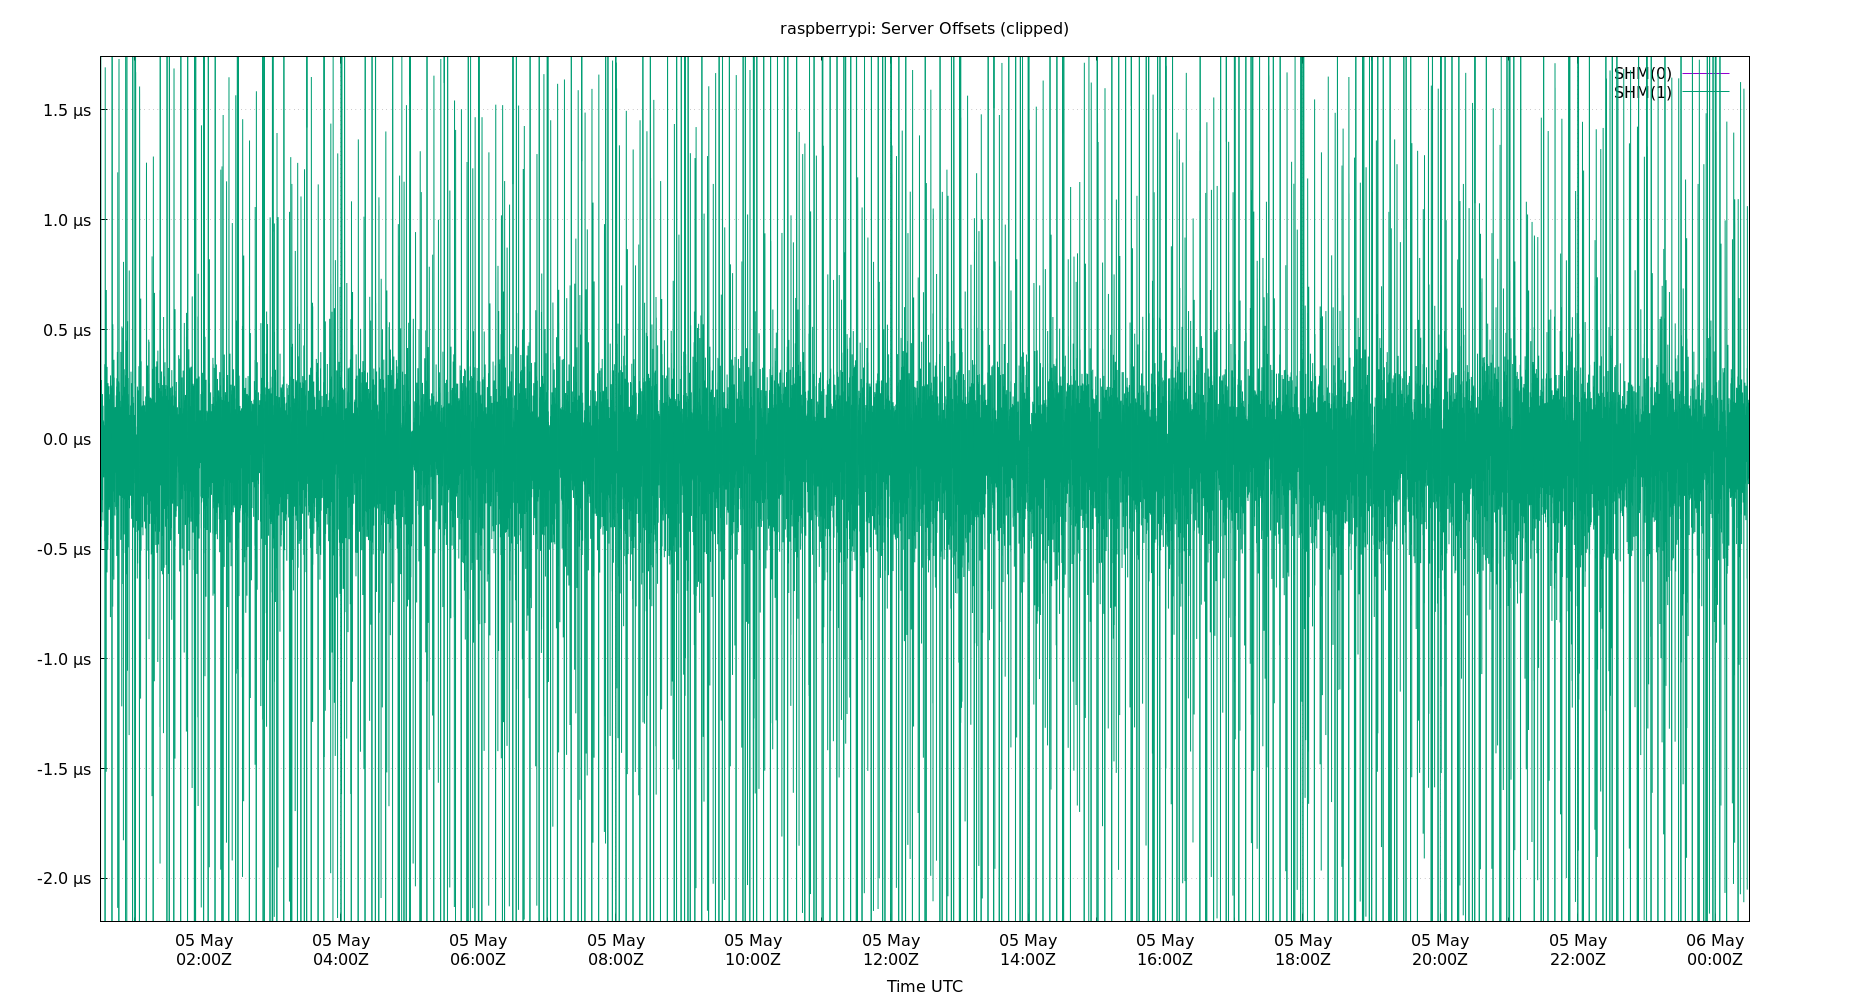 raspberrypi: Server Offsets (clipped)
SHM(0)
SHM(1)
1.5 μs
1.0 μs
0.5 μs
0.0 μs
-0.5 μs
-1.0 μs
-1.5 μs
-2.0 μs
05 May 05 May 05 May 05 May 05 May 05 May 05 May 05 May 05 May 05 May 05 May 06 May
02:00Z 04:00Z 06:00Z 08:00Z 10:00Z 12:00Z 14:00Z 16:00Z 18:00Z 20:00Z 22:00Z 00:00Z
Time UTC